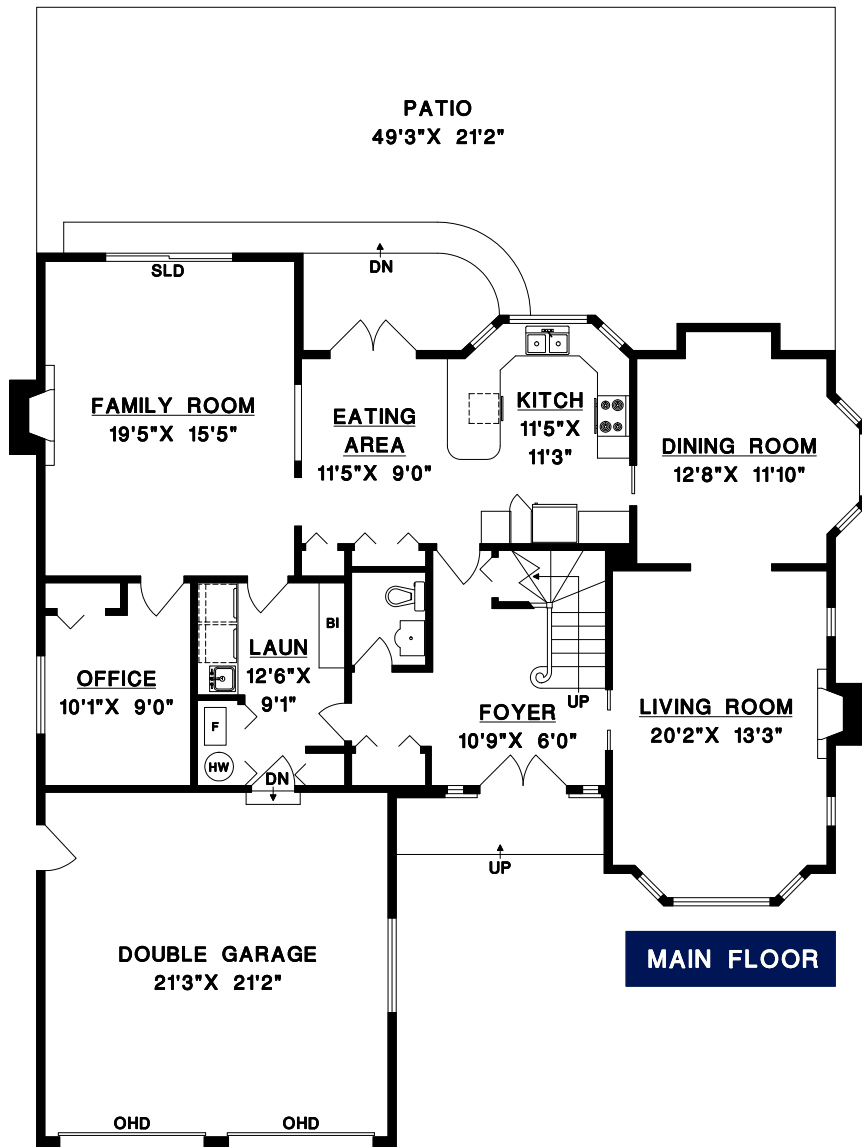 PATIO
49'3"X 21'2"
DN
SLD
FAMILY ROOM
19'5"X 15'5"
EATING
AREA
11'5"X 9'0"
KITCH
11'5"X
11'3"
DINING ROOM
12'8"X 11'10"
OFFICE
10'1"X 9'0"
LAUN
12'6"X
9'1"
BI
F
HW
DN
UP
FOYER
10'9"X 6'0"
LIVING ROOM
20'2"X 13'3"
UP
DOUBLE GARAGE
21'3"X 21'2"
MAIN FLOOR
OHD
OHD